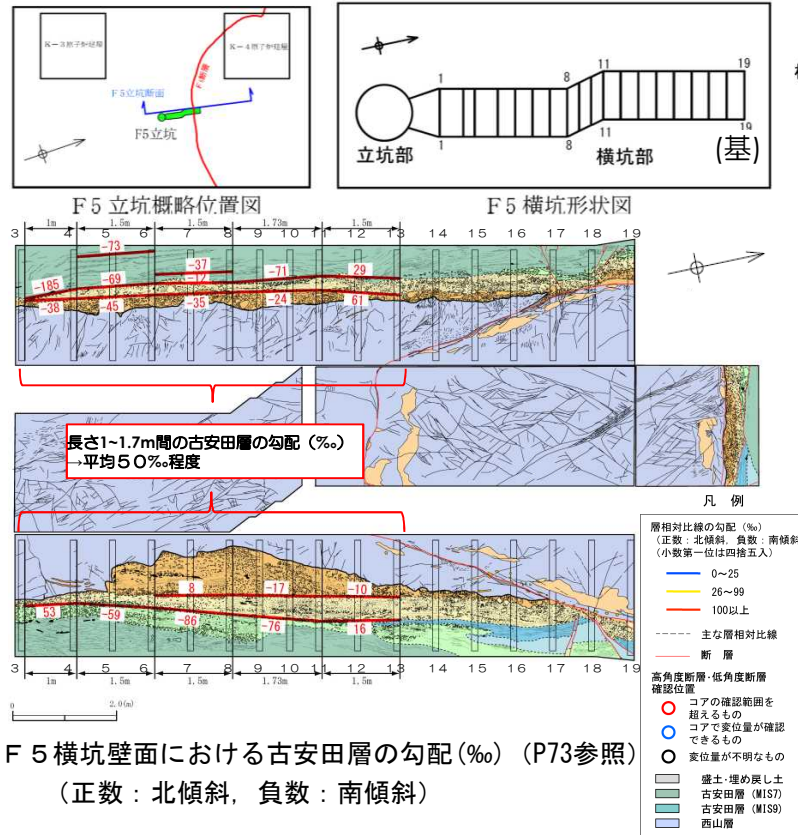 K-3原子炉建屋
K-4原子炉建屋
F5断層
F5立坑断面
F5立坑
F5立坑概略位置図
1
8
11
19
1
8
11
19
立坑部
横坑部
(基)
F5横坑形状図
1m
1.5m
1.5m
1.73m
1.5m
3 4 5 6 7 8 9 10 11 12 13 14 15 16 17 18 19
-73
-37
-185
-69
-12
-71
29
-38
-45
-35
-24
61
長さ1~1.7m間の古安田層の勾配(‰)
→平均50‰程度
8
-17
-10
53
-59
-86
-76
16
3 4 5 6 7 8 9 10 11 12 13 14 15 16 17 18 19
1m
1.5m
1.5m
1.73m
1.5m
0 2.0(m)
凡 例
層相対比線の勾配(‰)
(正数:北傾斜,負数:南傾斜)
(小数第一位は四捨五入)
0~25
26~99
100以上
主な層相対比線
断 層
高角度断層・低角度断層
確認位置
コアの確認範囲を
超えるもの
コアで変位量が確認
できるもの
変位量が不明なもの
盛土・埋め戻し土
古安田層(MIS7)
古安田層(MIS9)
西山層
F5横坑壁面における古安田層の勾配(‰)(P73参照)
(正数:北傾斜,負数:南傾斜)